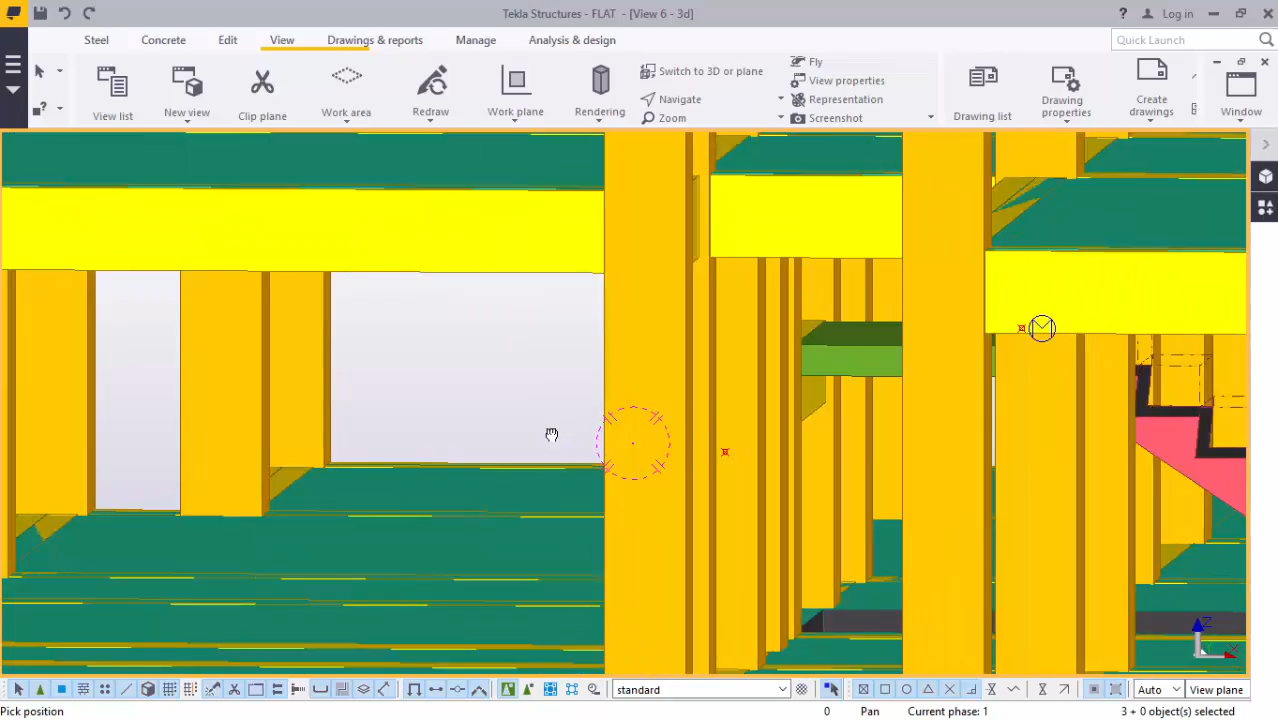 Tekla Structures - FLAT - [View 6 - 3d]
? Log in
Steel Concrete Edit View Drawings & reports Manage Analysis & design Quick Launch
View list
New view
Clip plane
Work area
Redraw
Work plane
Rendering
Switch to 3D or plane
Navigate
Zoom
Fly
View properties
Representation
Screenshot
Drawing list
Drawing properties
Create drawings
Window
Z
standard Auto View plane
Pick position 0 Pan Current phase: 1 3 + 0 object(s) selected